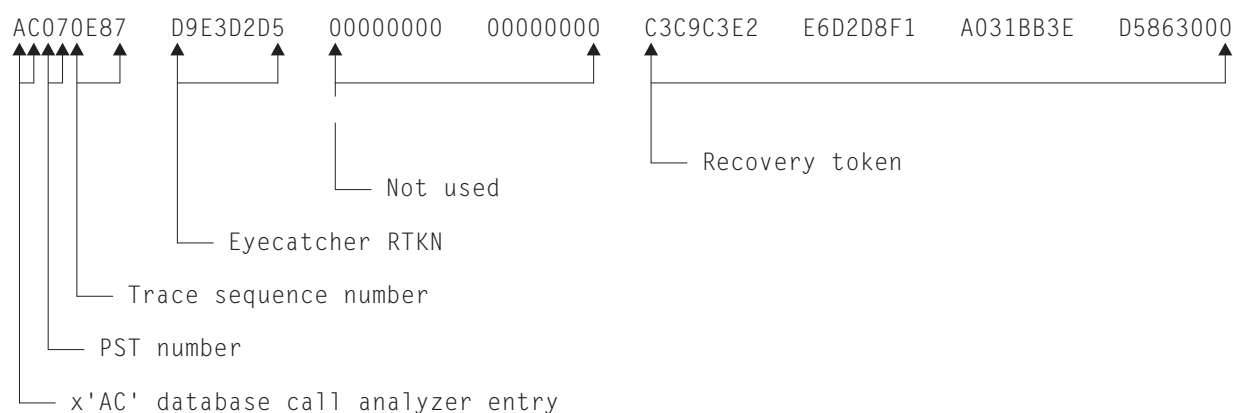 AC070E87 D9E3D2D5 00000000 00000000 C3C9C3E2 E6D2D8F1 A031BB3E D5863000
Recovery token
Not used
Eyecatcher RTKN
Trace sequence number
PST number
x'AC' database call analyzer entry